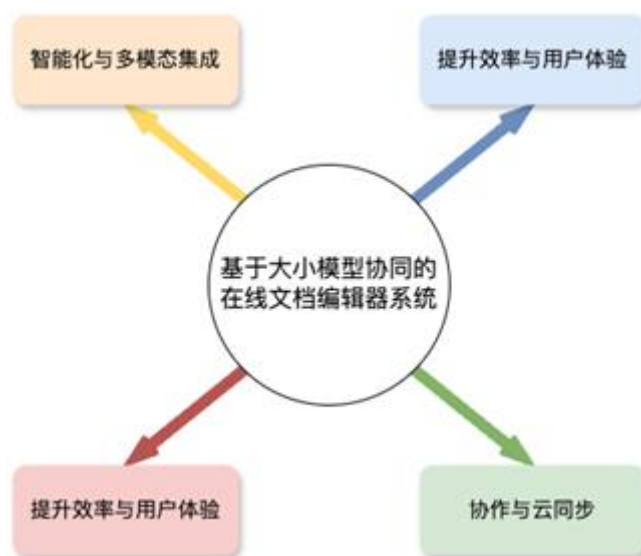 智能化与多模态集成
提升效率与用户体验
基于大小模型协同的
在线文档编辑器系统
提升效率与用户体验
协作与云同步